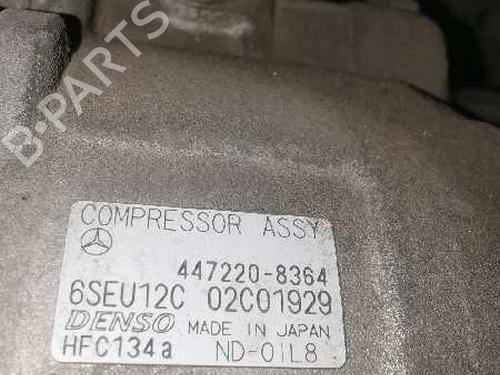 B-PARTS
COMPRESSOR ASSY
447220-8364
6SEU12C 02C01929
DENSO MADE IN JAPAN
HFC134a ND-OIL8